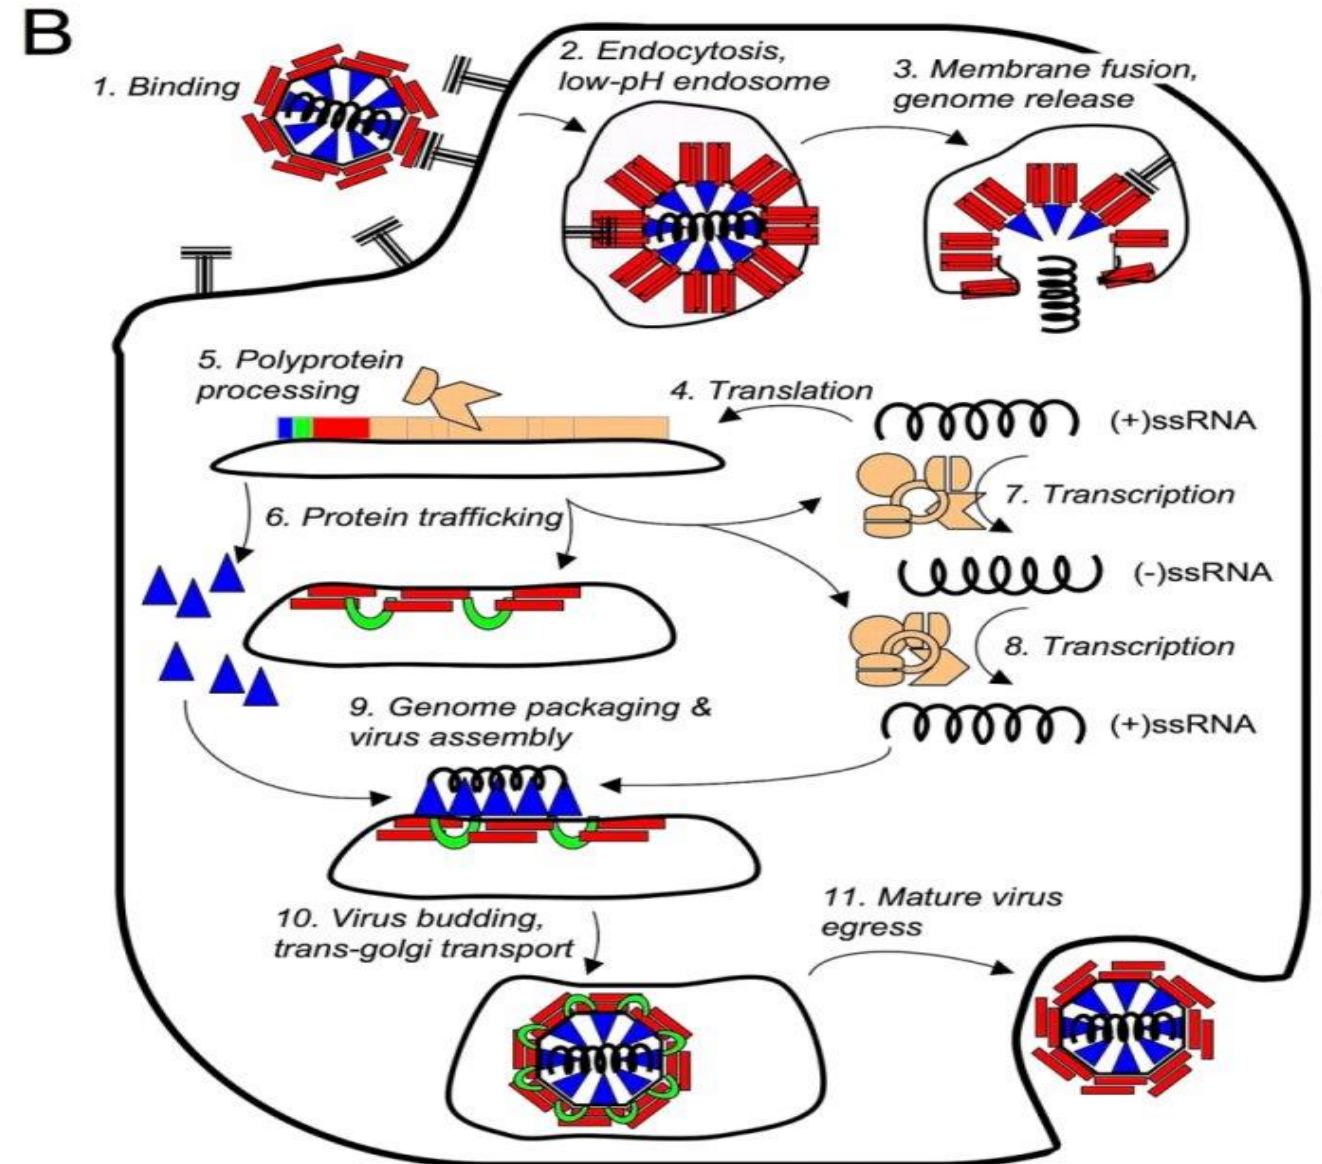 B
1. Binding
2. Endocytosis,
low-pH endosome
3. Membrane fusion,
genome release
5. Polyprotein
processing
4. Translation
(+)ssRNA
7. Transcription
6. Protein trafficking
(-)ssRNA
8. Transcription
9. Genome packaging &
virus assembly
(+)ssRNA
10. Virus budding,
trans-golgi transport
11. Mature virus
egress